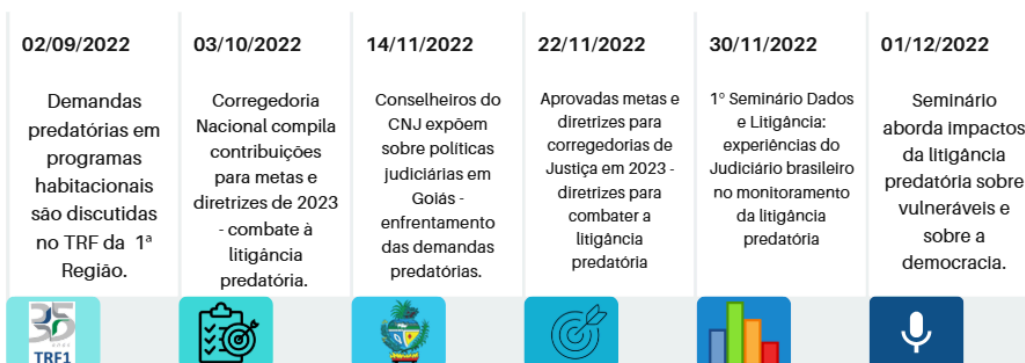 02/09/2022
Demandas
predatórias em
programas
habitacionais
são discutidas
no TRF da 1ª
Região.
35
ANOS
TRF1
03/10/2022
Corregedoria
Nacional compila
contribuições
para metas e
diretrizes de 2023
- combate à
litigância
predatória.
14/11/2022
Conselheiros do
CNJ expõem
sobre políticas
judiciárias em
Goiás -
enfrentamento
das demandas
predatórias.
22/11/2022
Aprovadas metas e
diretrizes para
corregedorias de
Justiça em 2023 -
diretrizes para
combater a
litigância
predatória
30/11/2022
1º Seminário Dados
e Litigância:
experiências do
Judiciário brasileiro
no monitoramento
da litigância
predatória
01/12/2022
Seminário
aborda impactos
da litigância
predatória sobre
vulneráveis e
sobre a
democracia.